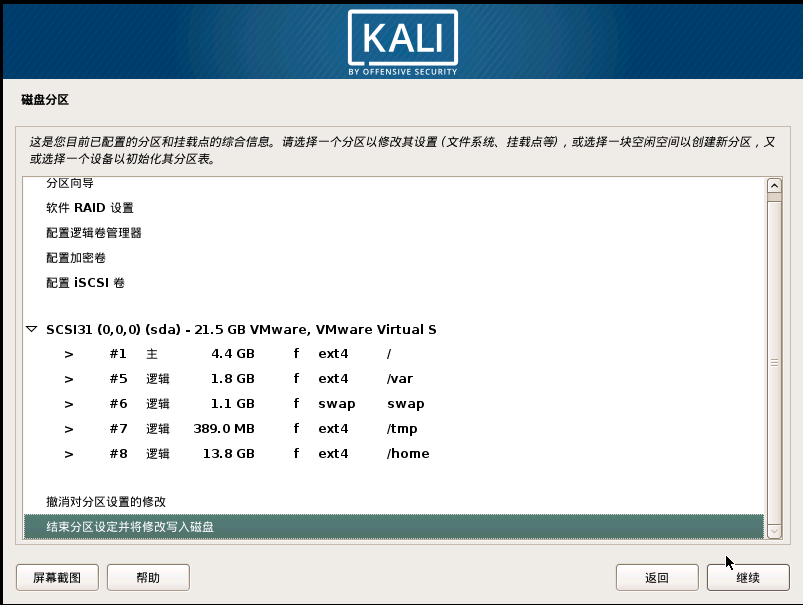 KALI
BY OFFENSIVE SECURITY
磁盘分区
这是您目前已配置的分区和挂载点的综合信息。请选择一个分区以修改其设置 (文件系统、挂载点等)，或选择一块空闲空间以创建新分区，又
或选择一个设备以初始化其分区表。
分区向导
软件 RAID 设置
配置逻辑卷管理器
配置加密卷
配置 iSCSI 卷
SCSI31 (0,0,0) (sda) - 21.5 GB VMware, VMware Virtual S
> #1 主 4.4 GB f ext4 /
> #5 逻辑 1.8 GB f ext4 /var
> #6 逻辑 1.1 GB f swap swap
> #7 逻辑 389.0 MB f ext4 /tmp
> #8 逻辑 13.8 GB f ext4 /home
撤消对分区设置的修改
结束分区设定并将修改写入磁盘
屏幕截图 帮助 返回 继续